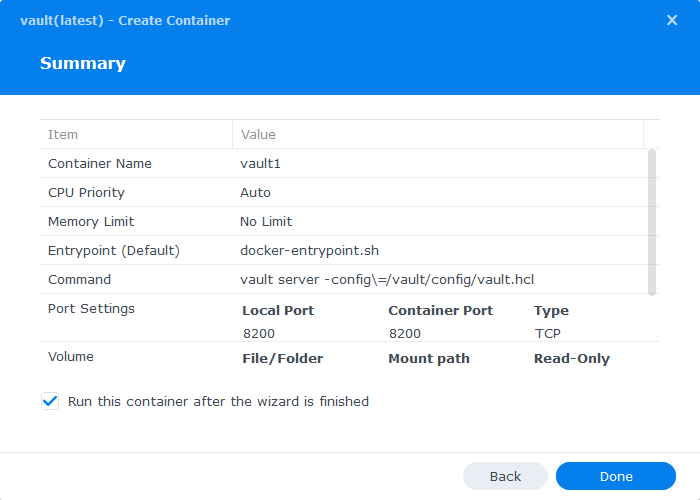 vault(latest) - Create Container X
Summary
Item Value
Container Name vault1
CPU Priority Auto
Memory Limit No Limit
Entrypoint (Default) docker-entrypoint.sh
Command vault server -config\=/vault/config/vault.hcl
Port Settings Local Port Container Port Type
8200 8200 TCP
Volume File/Folder Mount path Read-Only
Run this container after the wizard is finished
Back Done